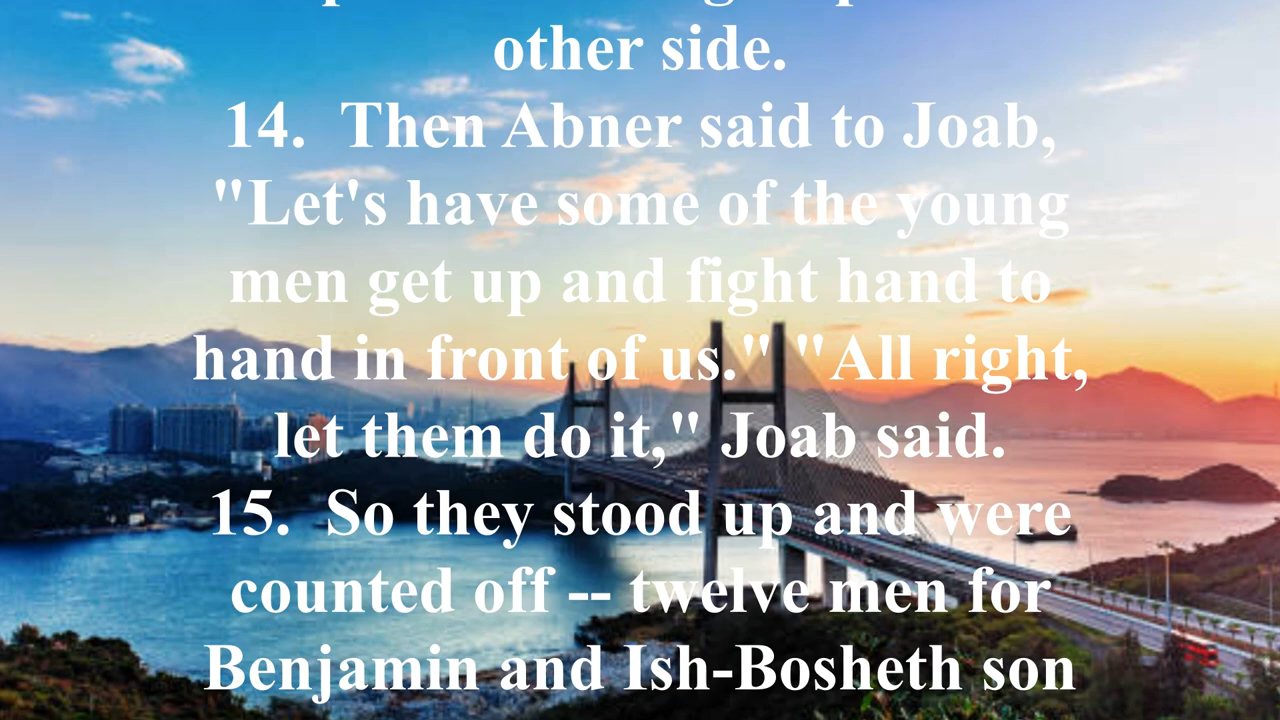 other side.
14. Then Abner said to Joab,
"Let's have some of the young
men get up and fight hand to
hand in front of us." "All right,
let them do it," Joab said.
15. So they stood up and were
counted off -- twelve men for
Benjamin and Ish-Bosheth son